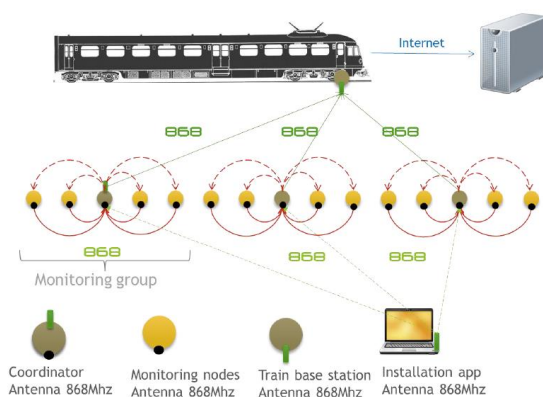 Internet
868
868
868
868
868
868
Monitoring group
Coordinator
Antenna 868Mhz
Monitoring nodes
Antenna 868Mhz
Train base station
Antenna 868Mhz
Installation app
Antenna 868Mhz